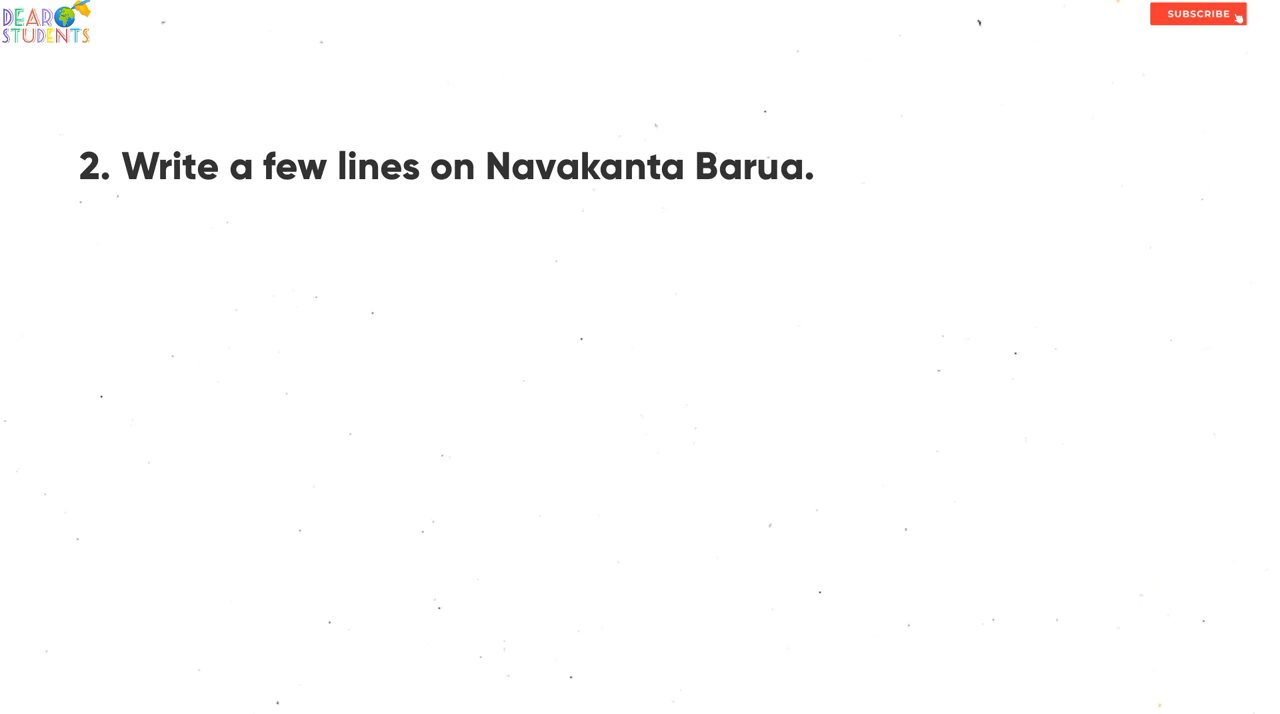 DEAR
STUDENTS
SUBSCRIBE
2. Write a few lines on Navakanta Barua.